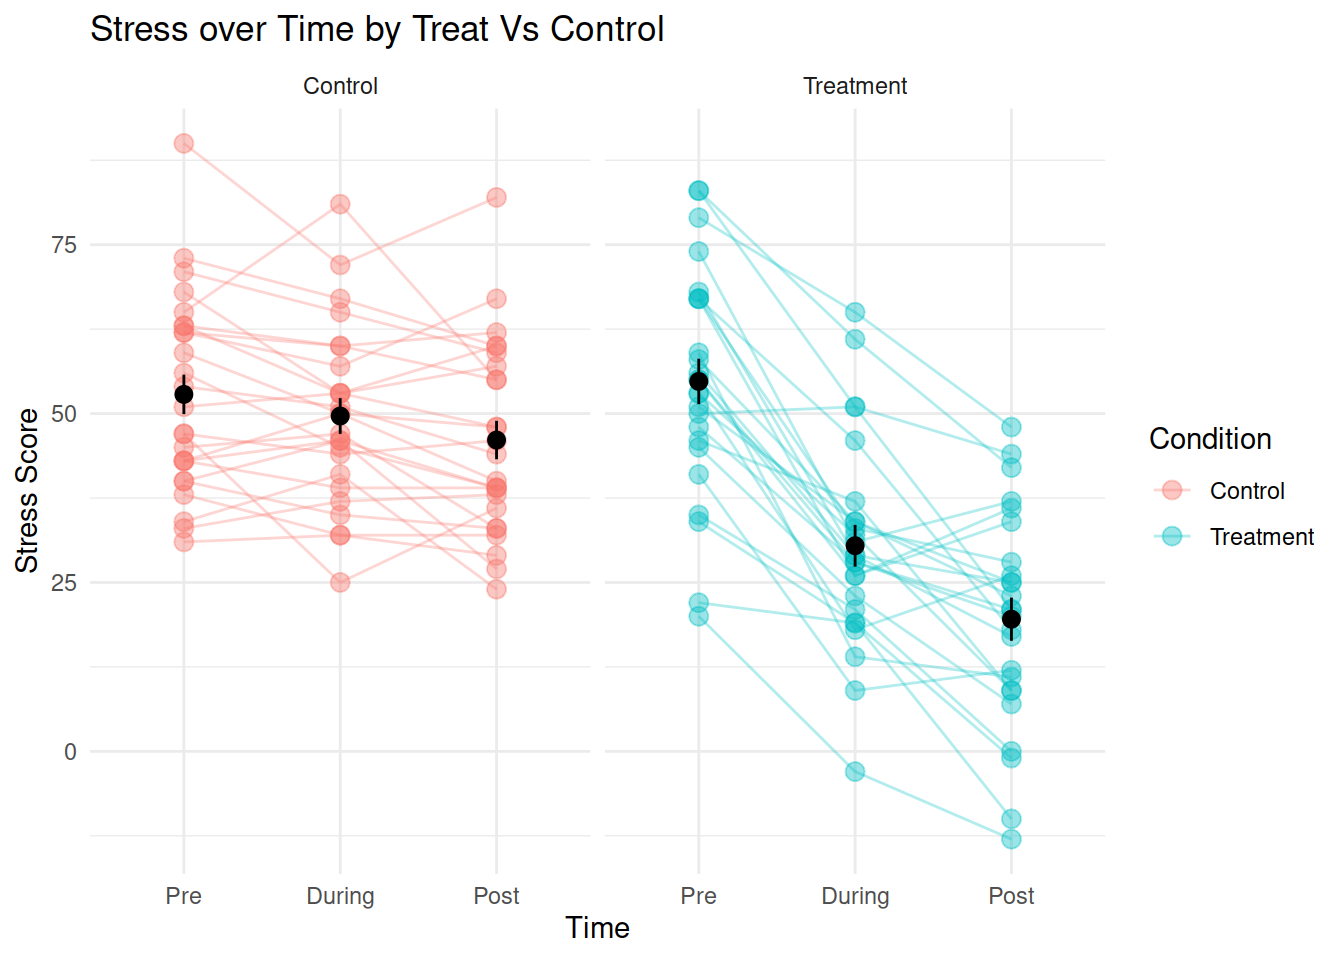 Stress over Time by Treat Vs Control
Control
Treatment
75
50
25
0
Stress Score
Pre
During
Post
Pre
During
Post
Time
Condition
Control
Treatment